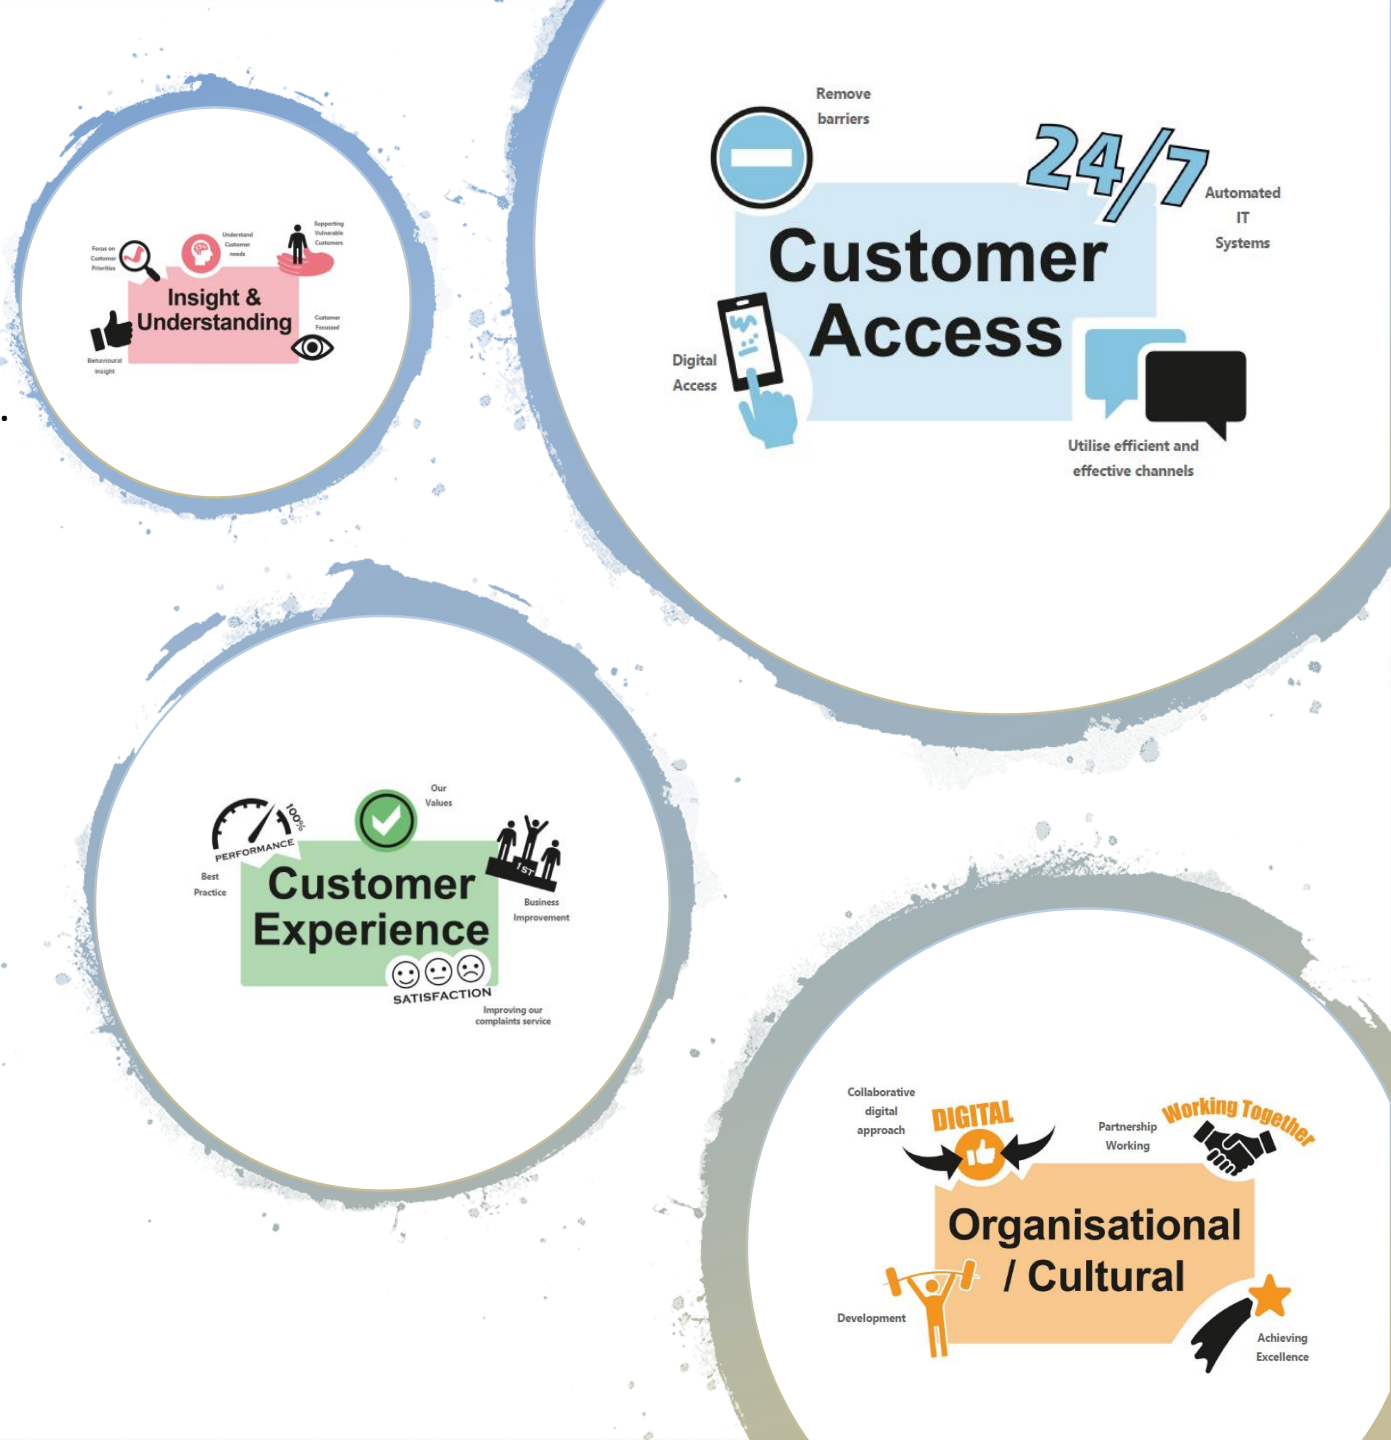 Focus on
Customer
Priorities
Understand
Customer
needs
Supporting
Vulnerable
Customers
Insight &
Understanding
Behavioural
insight
Customer
Focused
Remove
barriers
24/7
Automated
IT
Systems
Customer
Access
Digital
Access
Utilise efficient and
effective channels
100%
PERFORMANCE
Best
Practice
Our
Values
1ST
Business
Improvement
Customer
Experience
SATISFACTION
Improving our
complaints service
Collaborative
digital
approach
DIGITAL
Partnership
Working
Working Together
Organisational
/ Cultural
Development
Achieving
Excellence